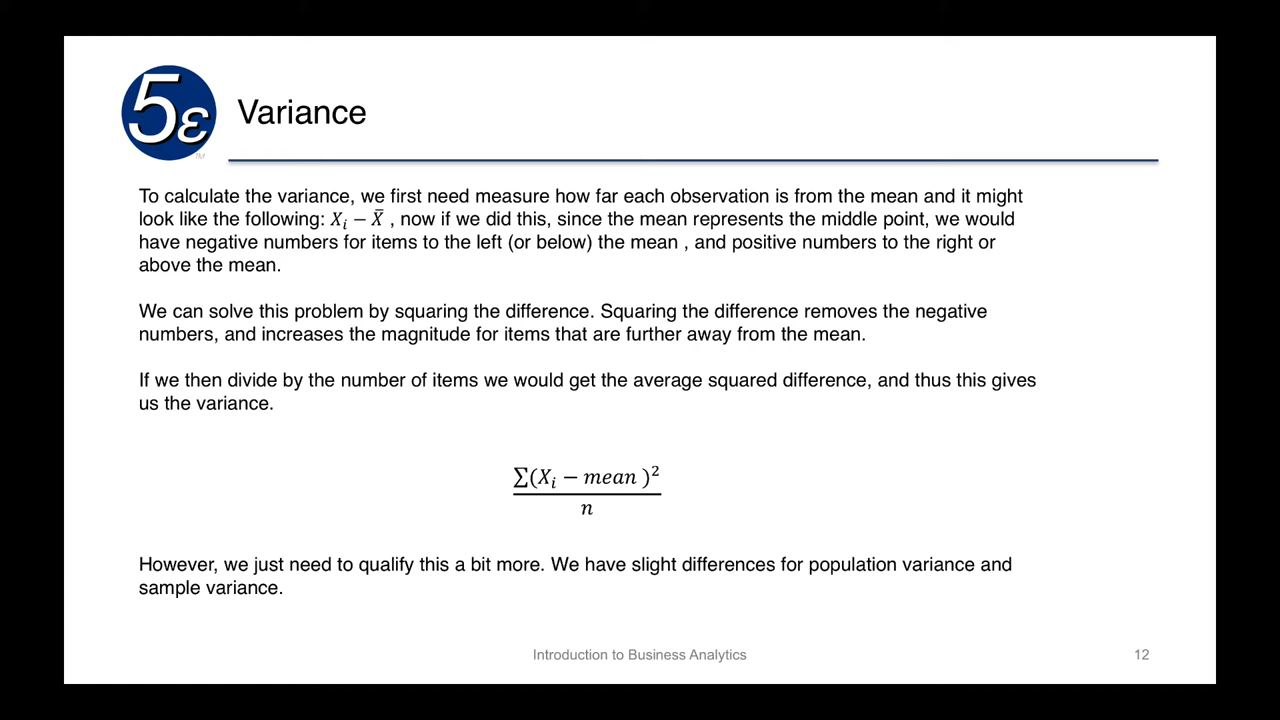 5ε
TM
Variance
To calculate the variance, we first need measure how far each observation is from the mean and it might
look like the following: Xᵢ − X̄ , now if we did this, since the mean represents the middle point, we would
have negative numbers for items to the left (or below) the mean , and positive numbers to the right or
above the mean.
We can solve this problem by squaring the difference. Squaring the difference removes the negative
numbers, and increases the magnitude for items that are further away from the mean.
If we then divide by the number of items we would get the average squared difference, and thus this gives
us the variance.
∑(Xᵢ − mean )²
n
However, we just need to qualify this a bit more. We have slight differences for population variance and
sample variance.
Introduction to Business Analytics
12